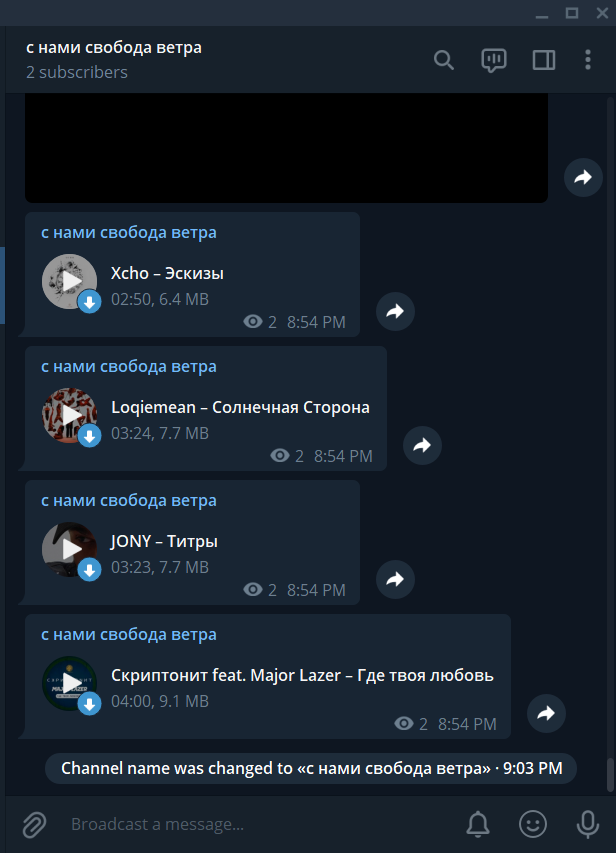 с нами свобода ветра
2 subscribers
с нами свобода ветра
Xcho – Эскизы
02:50, 6.4 MB
2 8:54 PM
с нами свобода ветра
Loqiemean – Солнечная Сторона
03:24, 7.7 MB
2 8:54 PM
с нами свобода ветра
JONY – Титры
03:23, 7.7 MB
2 8:54 PM
с нами свобода ветра
Скриптонит feat. Major Lazer – Где твоя любовь
04:00, 9.1 MB
2 8:54 PM
Channel name was changed to «с нами свобода ветра» · 9:03 PM
Broadcast a message...